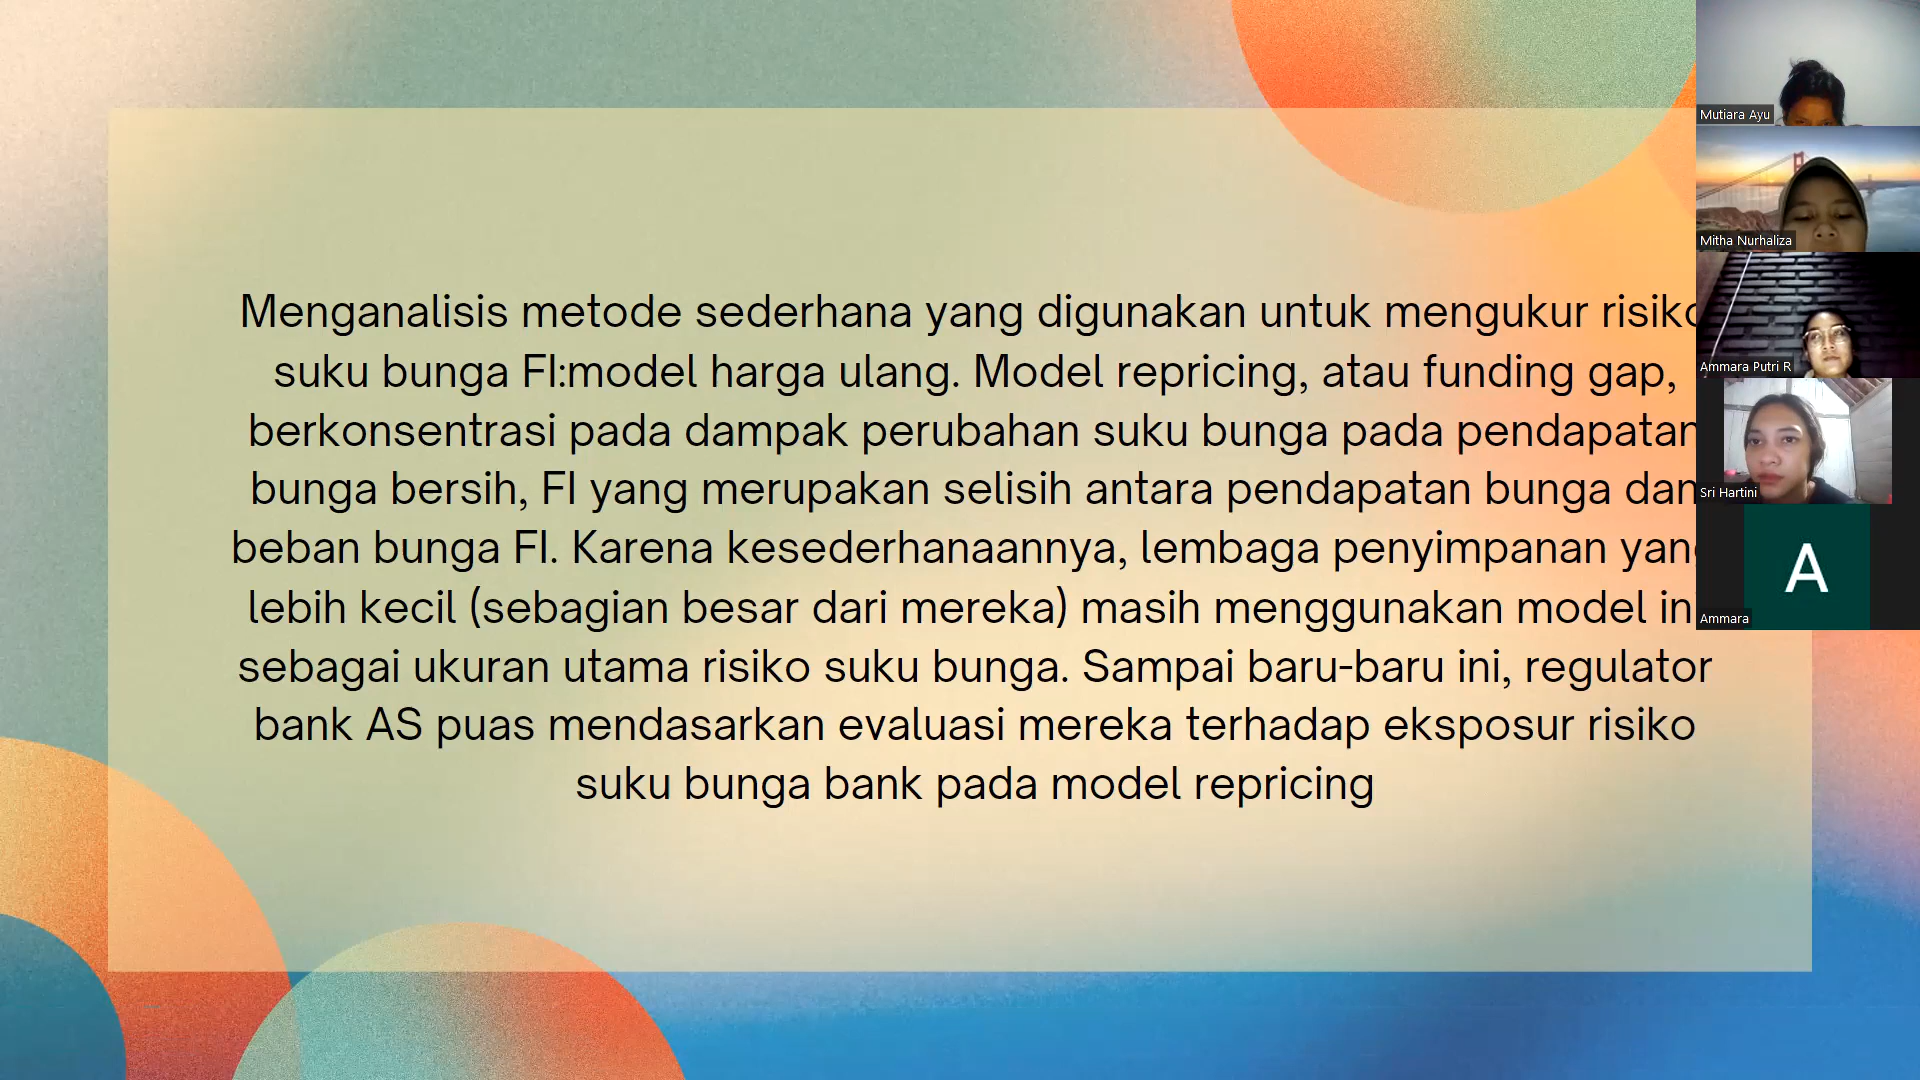 Menganalisis metode sederhana yang digunakan untuk mengukur risiko
suku bunga FI:model harga ulang. Model repricing, atau funding gap,
berkonsentrasi pada dampak perubahan suku bunga pada pendapatan
bunga bersih, FI yang merupakan selisih antara pendapatan bunga dan
beban bunga FI. Karena kesederhanaannya, lembaga penyimpanan yang
lebih kecil (sebagian besar dari mereka) masih menggunakan model ini
sebagai ukuran utama risiko suku bunga. Sampai baru-baru ini, regulator
bank AS puas mendasarkan evaluasi mereka terhadap eksposur risiko
suku bunga bank pada model repricing
Mutiara Ayu
Mitha Nurhaliza
Ammara Putri R
Sri Hartini
A
Ammara